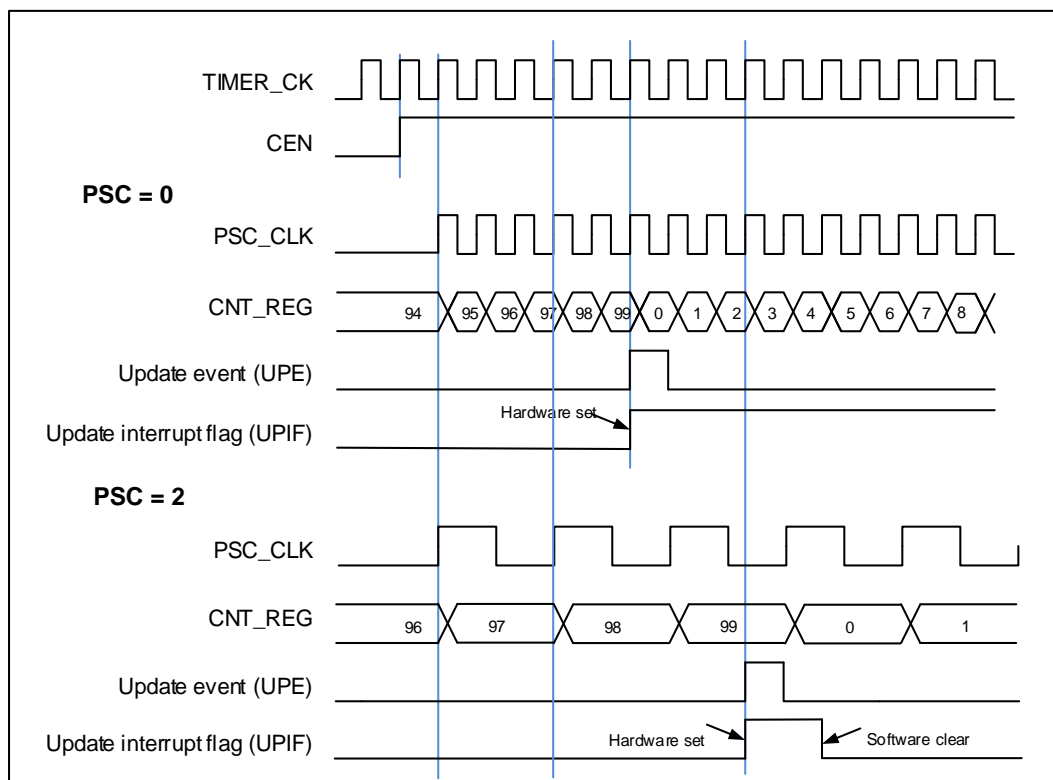 TIMER_CK
CEN
PSC = 0
PSC_CLK
CNT_REG 94 95 96 97 98 99 0 1 2 3 4 5 6 7 8
Update event (UPE)
Hardware set
Update interrupt flag (UPIF)
PSC = 2
PSC_CLK
CNT_REG 96 97 98 99 0 1
Update event (UPE)
Update interrupt flag (UPIF) Hardware set Software clear